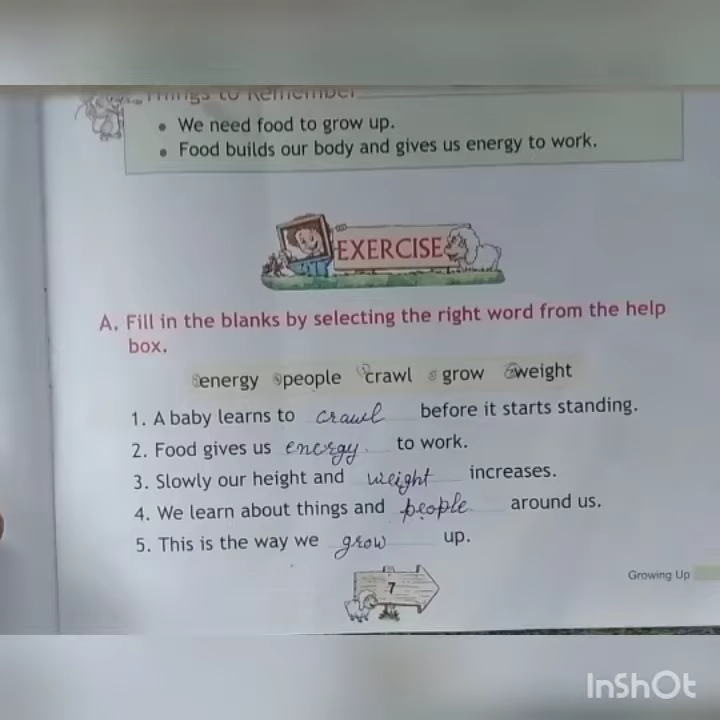 Things to Remember
• We need food to grow up.
• Food builds our body and gives us energy to work.
EXERCISE
A. Fill in the blanks by selecting the right word from the help
box.
energy people crawl grow weight
1. A baby learns to crawl before it starts standing.
2. Food gives us energy. to work.
3. Slowly our height and weight increases.
4. We learn about things and people around us.
5. This is the way we grow up.
7
Growing Up
InShOt